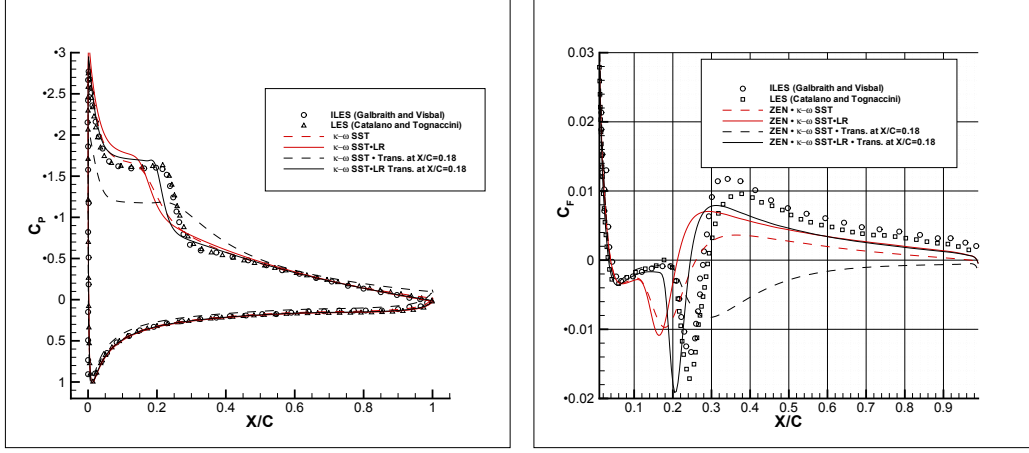 •3
•2
•1.5
•1
•0.5
0
0.5
1
C_P
0 0.2 0.4 0.6 0.8 1
X/C
ILES (Galbraith and Visbal)
LES (Catalano and Tognaccini)
κ–ω SST
κ–ω SST•LR
κ–ω SST • Trans. at X/C=0.18
κ–ω SST•LR Trans. at X/C=0.18
0.03
0.02
0.01
0
•0.01
•0.02
C_F
0.1 0.2 0.3 0.4 0.5 0.6 0.7 0.8 0.9
X/C
ILES (Galbraith and Visbal)
LES (Catalano and Tognaccini)
ZEN • κ–ω SST
ZEN • κ–ω SST•LR
ZEN • κ–ω SST • Trans. at X/C=0.18
ZEN • κ–ω SST•LR • Trans. at X/C=0.18